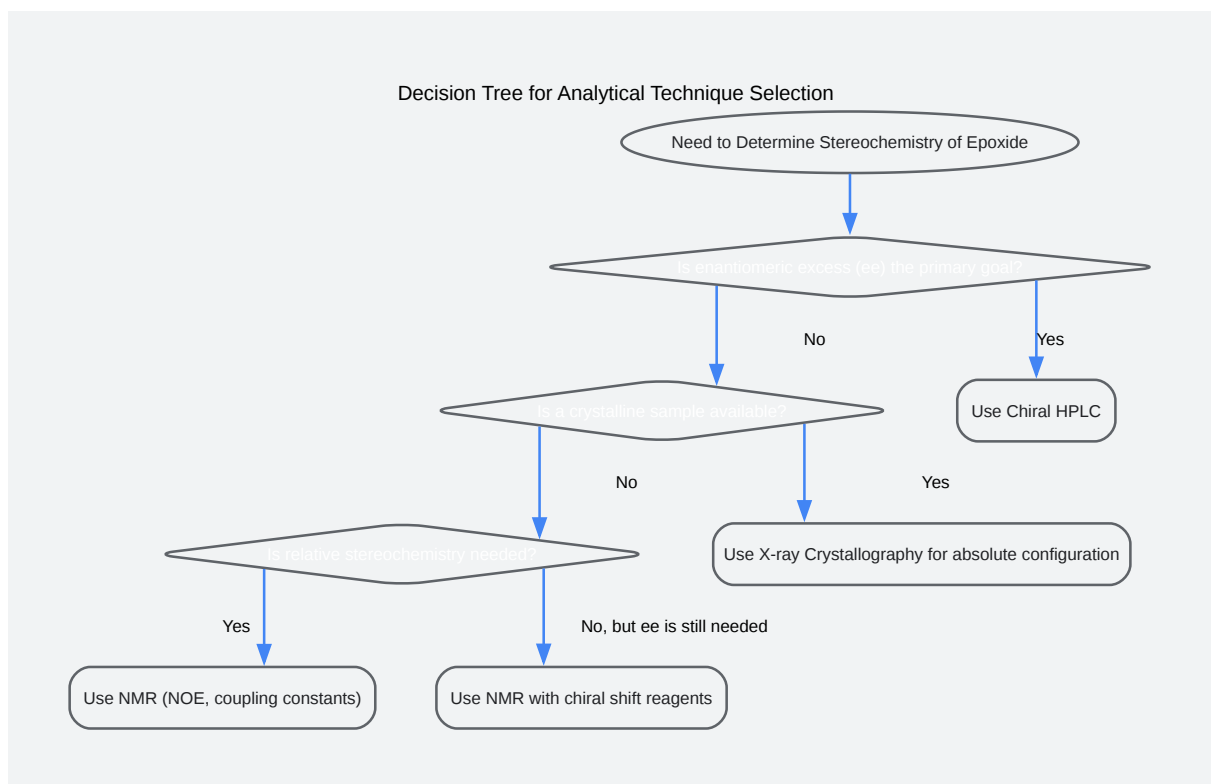 Decision Tree for Analytical Technique Selection
Need to Determine Stereochemistry of Epoxide
Is enantiomeric excess (ee) the primary goal?
No
Yes
Is a crystalline sample available?
Use Chiral HPLC
No
Yes
Is relative stereochemistry needed?
Use X-ray Crystallography for absolute configuration
Yes
No, but ee is still needed
Use NMR (NOE, coupling constants)
Use NMR with chiral shift reagents